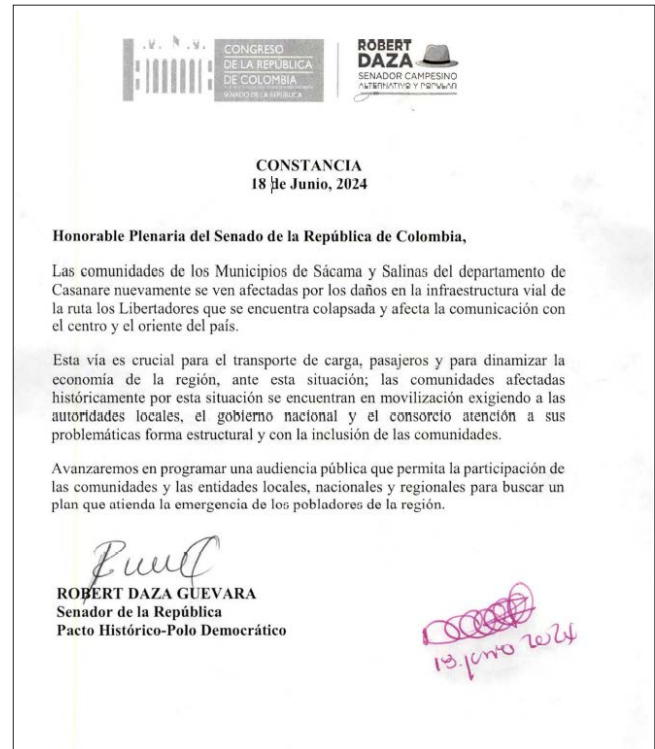 CONGRESO
DE LA REPÚBLICA
DE COLOMBIA
SENADO DE LA REPÚBLICA
ROBERT
DAZA
SENADOR CAMPESINO
ALTERNATIVO Y POPULAR
CONSTANCIA
18 de Junio, 2024
Honorable Plenaria del Senado de la República de Colombia,
Las comunidades de los Municipios de Sácama y Salinas del departamento de
Casanare nuevamente se ven afectadas por los daños en la infraestructura vial de
la ruta los Libertadores que se encuentra colapsada y afecta la comunicación con
el centro y el oriente del país.
Esta vía es crucial para el transporte de carga, pasajeros y para dinamizar la
economía de la región, ante esta situación; las comunidades afectadas
históricamente por esta situación se encuentran en movilización exigiendo a las
autoridades locales, el gobierno nacional y el consorcio atención a sus
problemáticas forma estructural y con la inclusión de las comunidades.
Avanzaremos en programar una audiencia pública que permita la participación de
las comunidades y las entidades locales, nacionales y regionales para buscar un
plan que atienda la emergencia de los pobladores de la región.
ROBERT DAZA GUEVARA
Senador de la República
Pacto Histórico-Polo Democrático
18. junio 2024